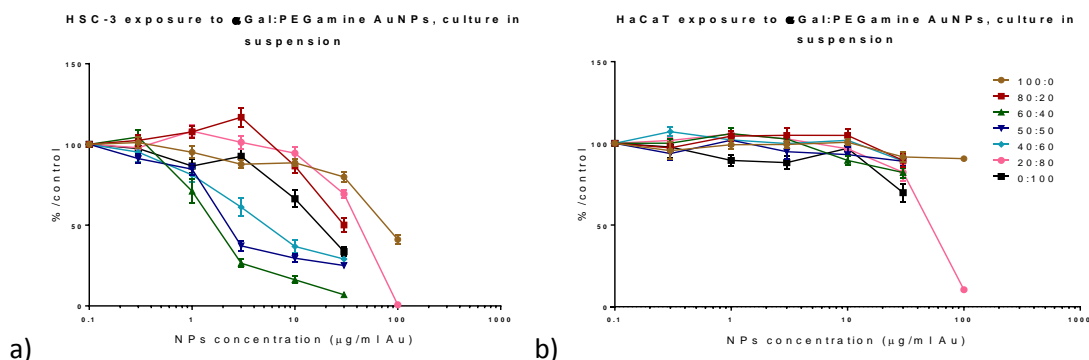 HSC-3 exposure to αGal:PEGamine AuNPs, culture in
suspension
% /control
150
100
50
0
0.1 1 10 100 1000
NPs concentration (µg/ml Au)
a)
HaCaT exposure to αGal:PEGamine AuNPs, culture in
suspension
% /control
150
100
50
0
0.1 1 10 100 1000
NPs concentration (µg/ml Au)
b)
100:0
80:20
60:40
50:50
40:60
20:80
0:100